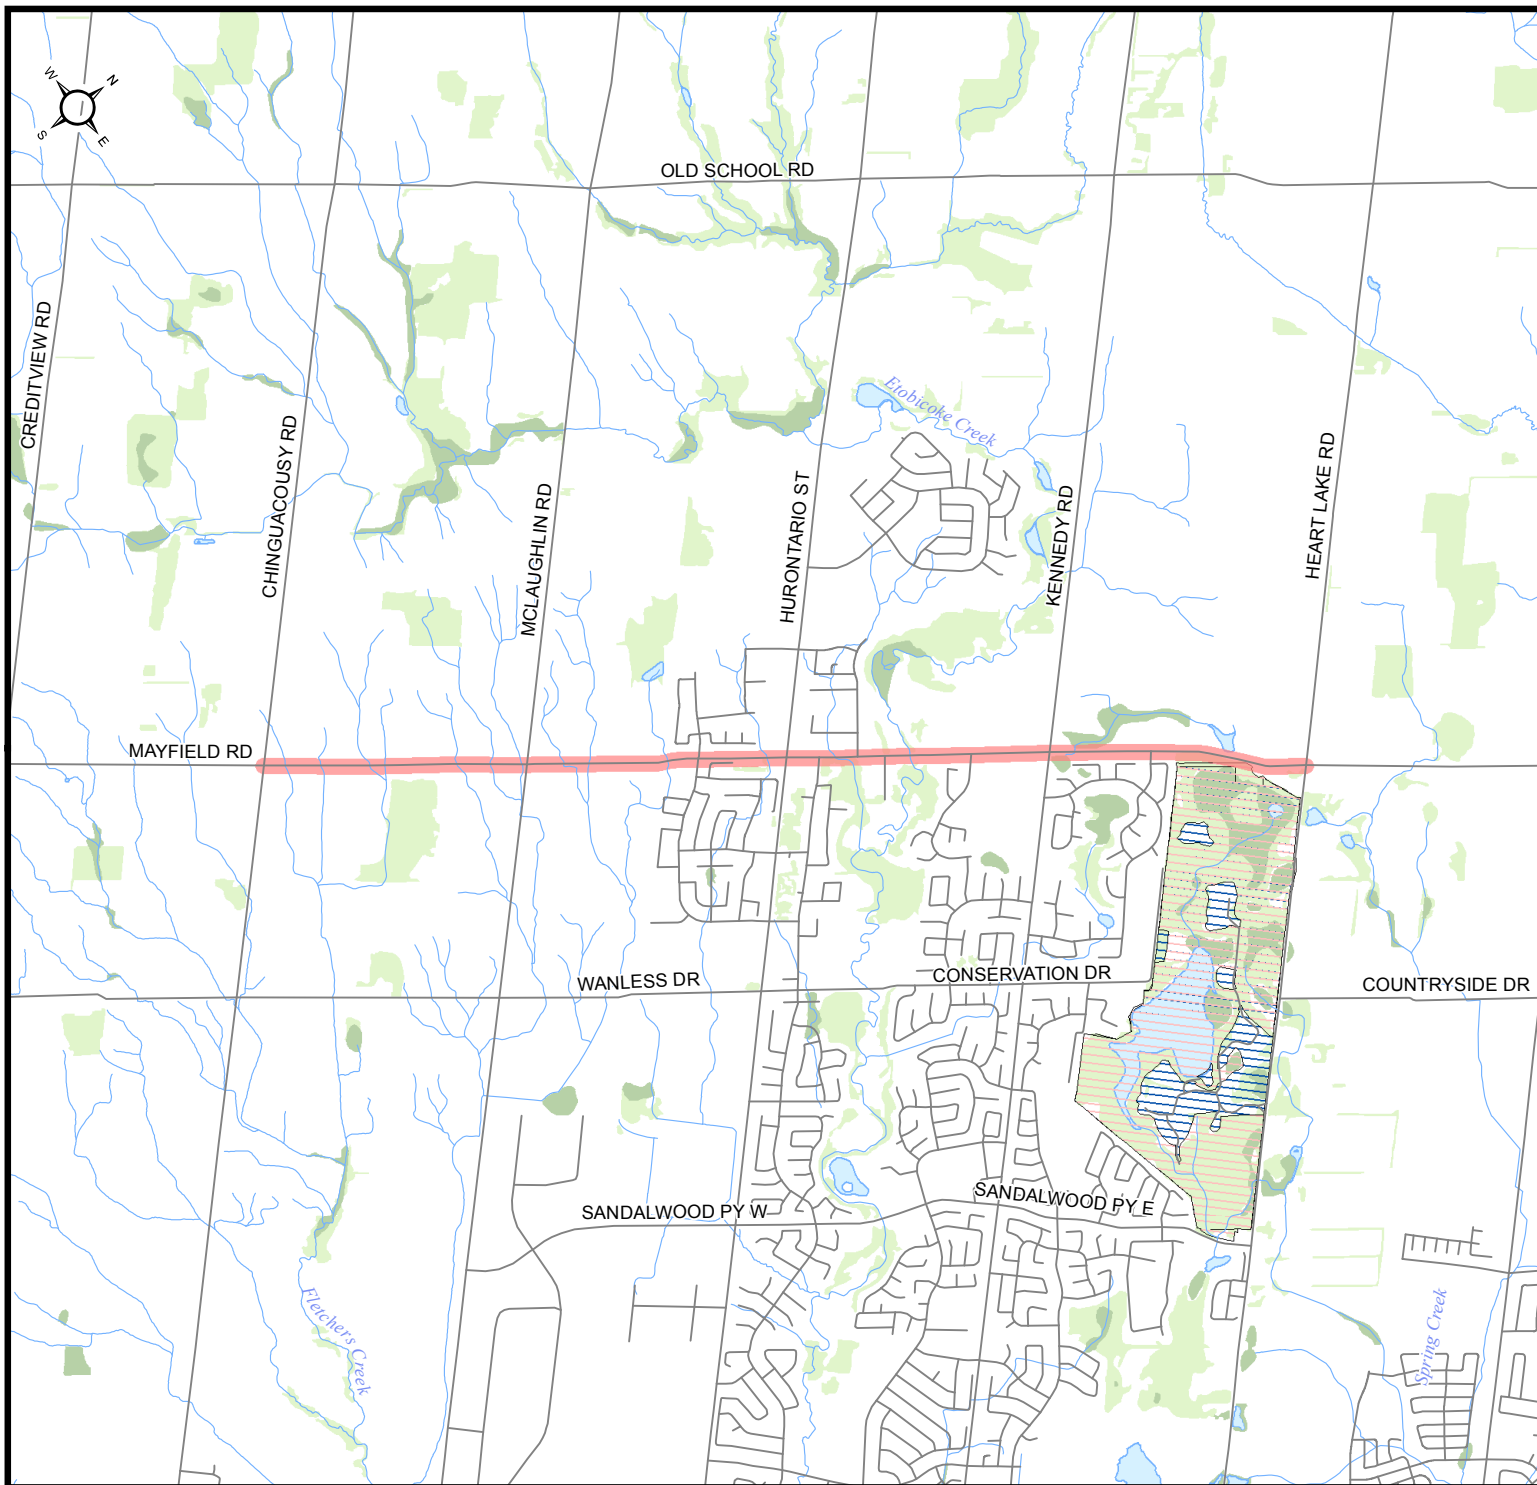 W
N
S
E
OLD SCHOOL RD
CREDITVIEW RD
CHINGUACOUSY RD
MCLAUGHLIN RD
HURONTARIO ST
Etobicoke Creek
KENNEDY RD
HEART LAKE RD
MAYFIELD RD
WANLESS DR
CONSERVATION DR
COUNTRYSIDE DR
SANDALWOOD PY W
SANDALWOOD PY E
Fletchers Creek
Spring Creek